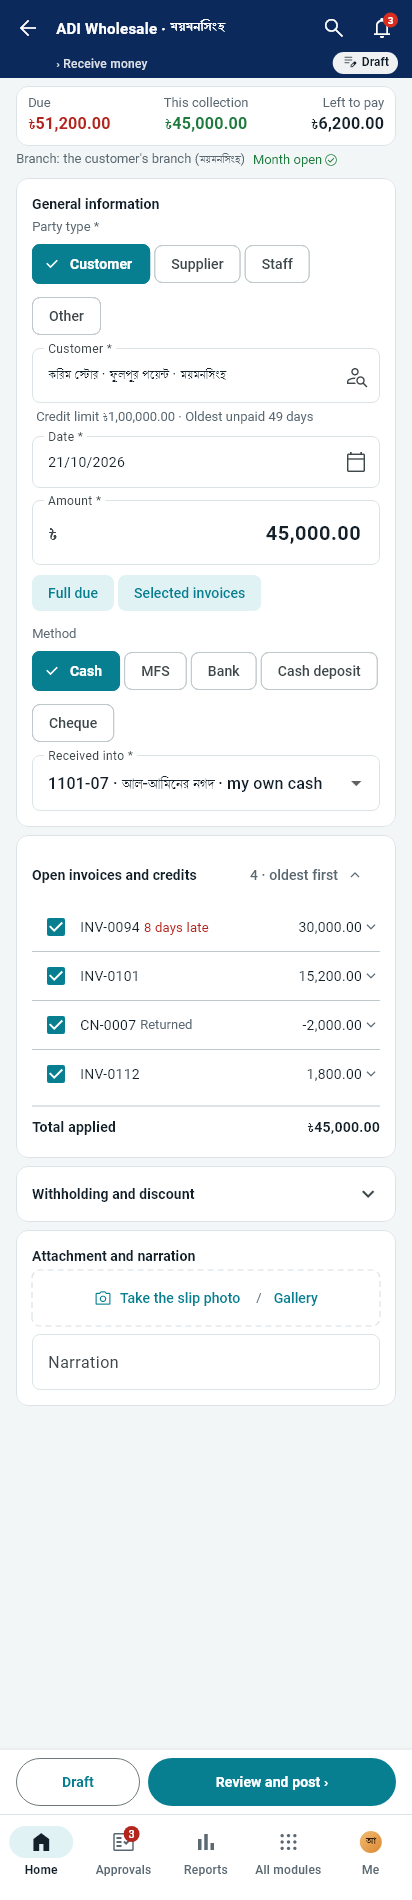 ADI Wholesale · ময়মনসিংহ
3
› Receive money
Draft
Due
This collection
Left to pay
৳51,200.00
৳45,000.00
৳6,200.00
Branch: the customer's branch (ময়মনসিংহ) Month open
General information
Party type *
Customer
Supplier
Staff
Other
Customer *
করিম স্টোর · ফুলপুর পয়েন্ট · ময়মনসিংহ
Credit limit ৳1,00,000.00 · Oldest unpaid 49 days
Date *
21/10/2026
Amount *
৳ 45,000.00
Full due
Selected invoices
Method
Cash
MFS
Bank
Cash deposit
Cheque
Received into *
1101-07 · আল-আমিনের নগদ · my own cash
Open invoices and credits 4 · oldest first
INV-0094 8 days late 30,000.00
INV-0101 15,200.00
CN-0007 Returned -2,000.00
INV-0112 1,800.00
Total applied ৳45,000.00
Withholding and discount
Attachment and narration
Take the slip photo / Gallery
Narration
Draft
Review and post ›
3
আ
Home
Approvals
Reports
All modules
Me